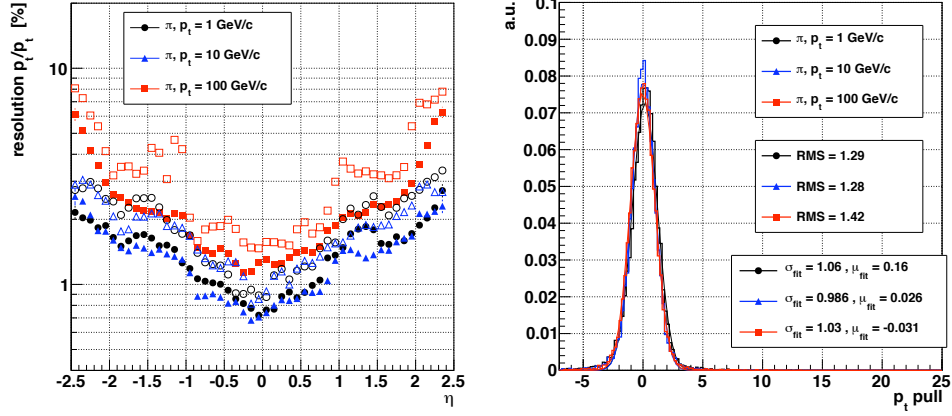 resolution p_t/p_t [%]
π, p_t = 1 GeV/c
π, p_t = 10 GeV/c
π, p_t = 100 GeV/c
10
1
-2.5 -2 -1.5 -1 -0.5 0 0.5 1 1.5 2 2.5
η
a.u.
0.1
0.09
0.08
0.07
0.06
0.05
0.04
0.03
0.02
0.01
0
π, p_t = 1 GeV/c
π, p_t = 10 GeV/c
π, p_t = 100 GeV/c
RMS = 1.29
RMS = 1.28
RMS = 1.42
σ_fit = 1.06 , μ_fit = 0.16
σ_fit = 0.986 , μ_fit = 0.026
σ_fit = 1.03 , μ_fit = -0.031
-5 0 5 10 15 20 25
p_t pull